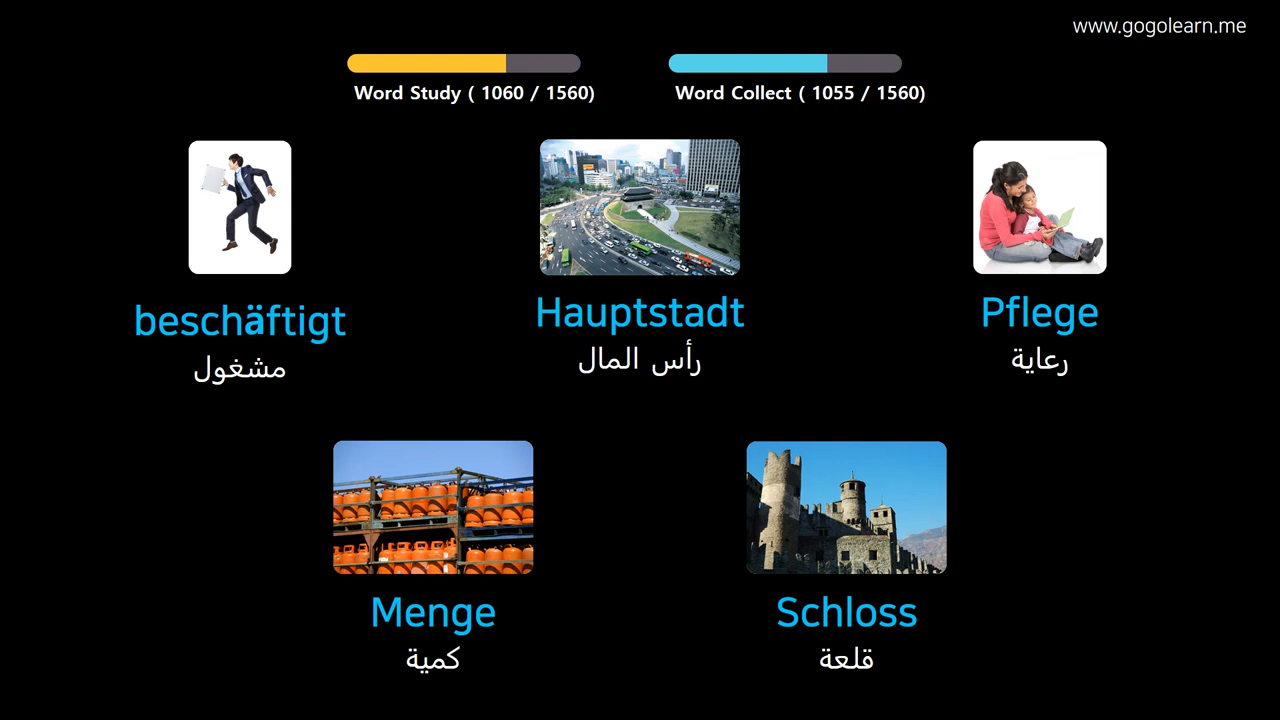 www.gogolearn.me
Word Study ( 1060 / 1560)
Word Collect ( 1055 / 1560)
beschäftigt
مشغول
Hauptstadt
رأس المال
Pflege
رعاية
Menge
كمية
Schloss
قلعة